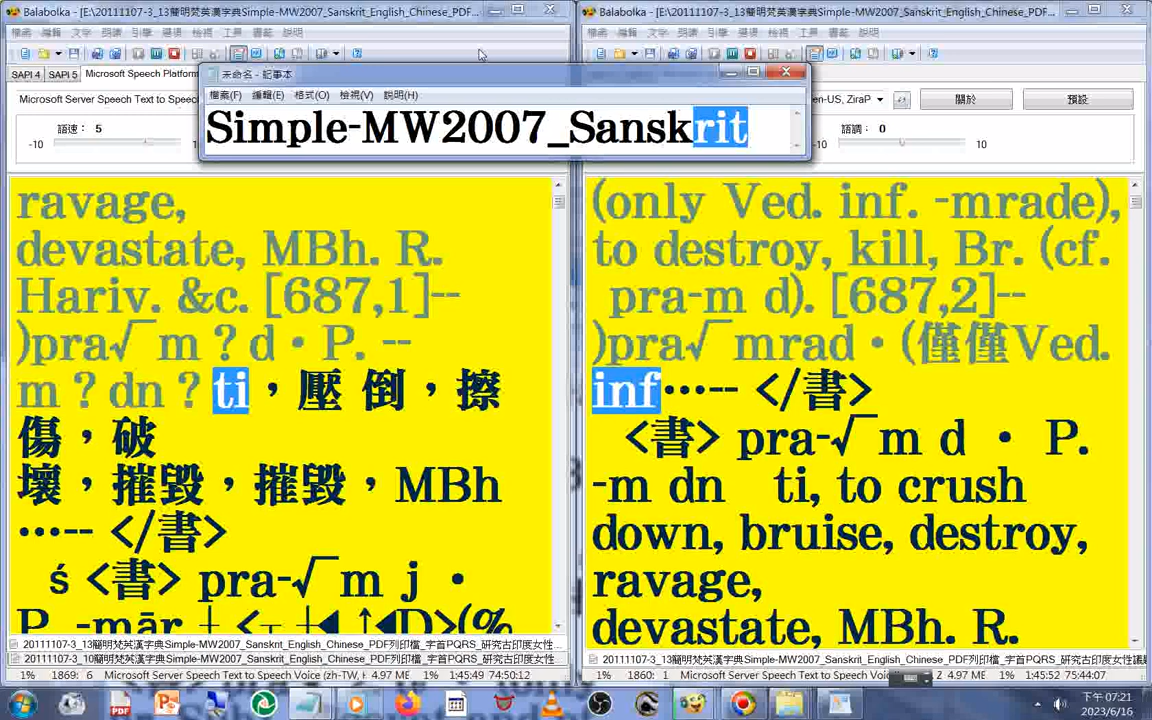 Balabolka - [E:\20111107-3_13簡明梵英漢字典Simple-MW2007_Sanskrit_English_Chinese_PDF...
Balabolka - [E:\20111107-3_13簡明梵英漢字典Simple-MW2007_Sanskrit_English_Chinese_PDF...
SAPI 4 SAPI 5 Microsoft Speech Platform
未命名 - 記事本
檔案(F) 編輯(E) 格式(O) 檢視(V) 說明(H)
Simple-MW2007_Sanskrit
Microsoft Server Speech Text to Speech
en-US, ZiraP
關於
預設
語速: 5
-10
語調: 0
10
ravage,
devastate, MBh. R.
Hariv. &c. [687,1]--
)pra√ m ? d • P. --
m ? dn ? ti，壓 倒，擦
傷，破
壞，摧毀，摧毀，MBh
…-- </書>
ś <書> pra-√ m j •
P. -mār
(only Ved. inf. -mrade),
to destroy, kill, Br. (cf.
pra-m d). [687,2]--
)pra√ mrad • (僅僅Ved.
inf…-- </書>
<書> pra-√ m d • P.
-m dn ti, to crush
down, bruise, destroy,
ravage,
devastate, MBh. R.
20111107-3_13簡明梵英漢字典Simple-MW2007_Sanskrit_English_Chinese_PDF列印檔_字首PQRS_研究古印度女性
20111107-3_10簡明梵英漢字典Simple-MW2007_Sanskrit_English_Chinese_PDF列印檔_字首PQRS_研究古印度女性
20111107-3_13簡明梵英漢字典Simple-MW2007_Sanskrit_English_Chinese_PDF列印檔_字首PQRS_研究古印度女性議
1% 1869: 6 Microsoft Server Speech Text to Speech Voice (zh-TW, H 4.97 MB 1:45:49 74:50:12
1% 1860: 1 Microsoft Server Speech Text to Speech Voice 4.97 ME 1:45:52 75:44:07
下午 07:21
2023/6/16